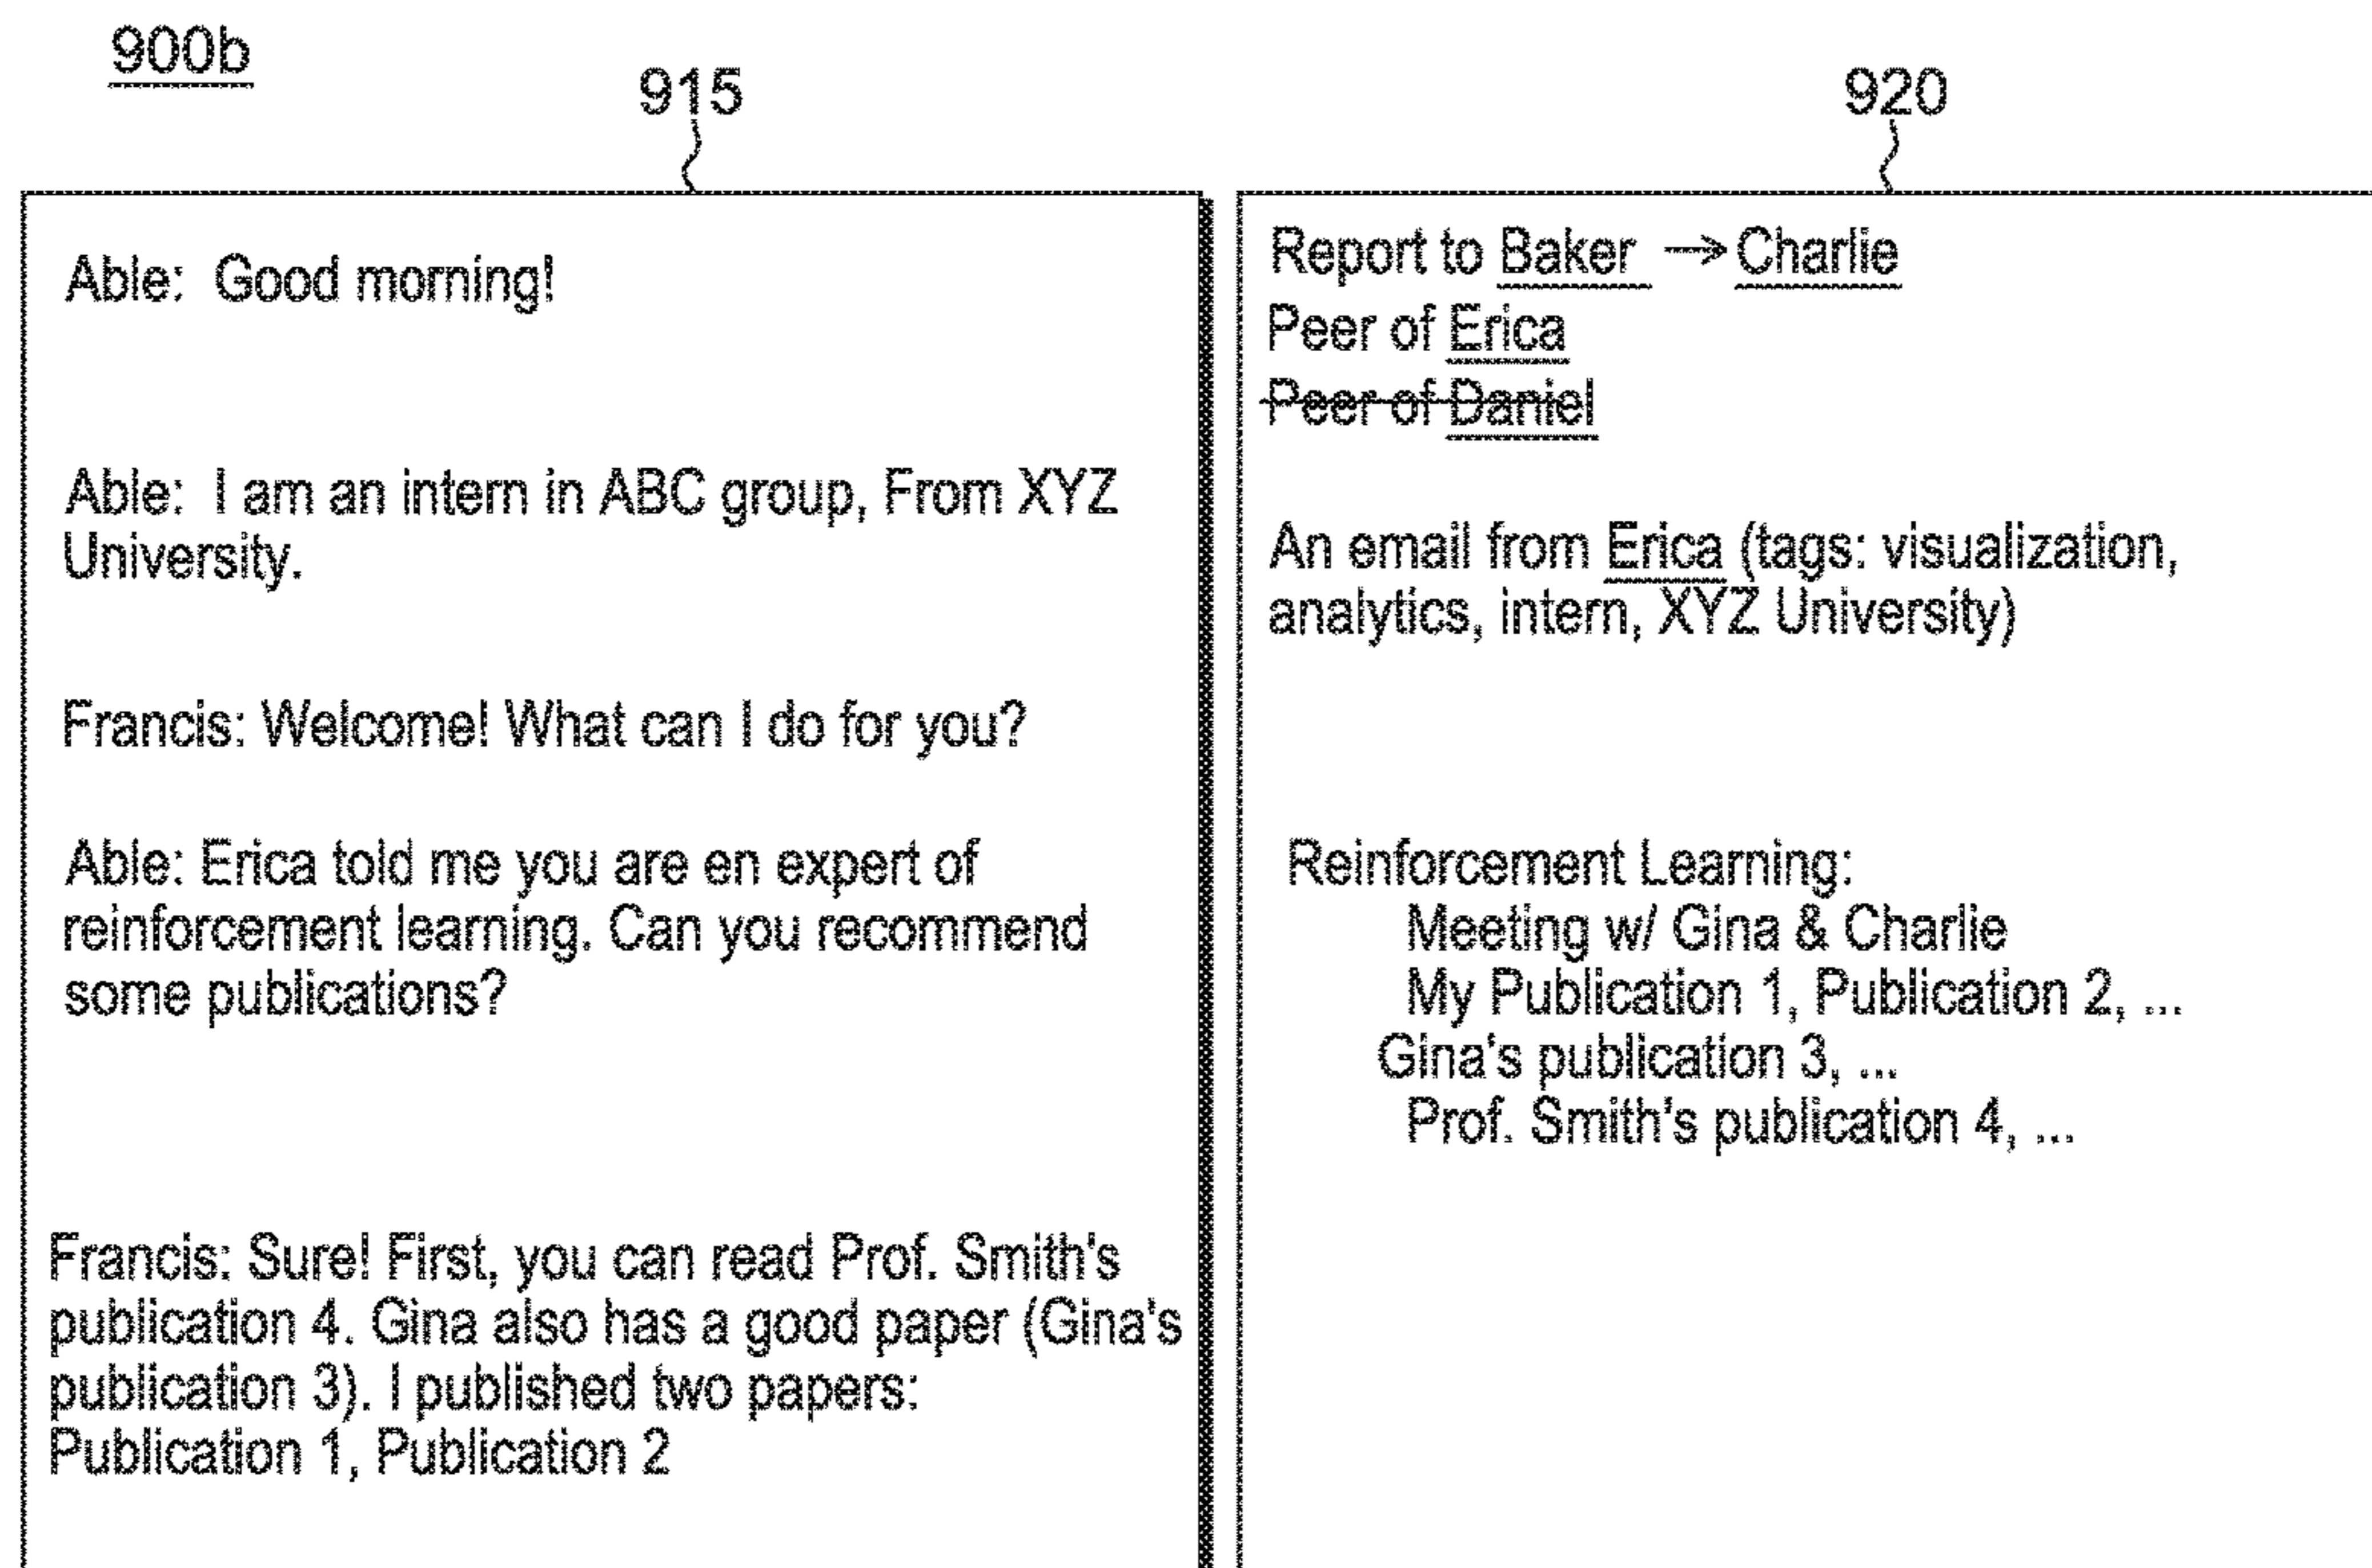 900b
915
920
Able: Good morning!
Able: I am an intern in ABC group, From XYZ
University.
Francis: Welcome! What can I do for you?
Able: Erica told me you are en expert of
reinforcement learning. Can you recommend
some publications?
Francis: Sure! First, you can read Prof. Smith's
publication 4. Gina also has a good paper (Gina's
publication 3). I published two papers:
Publication 1, Publication 2
Report to Baker → Charlie
Peer of Erica
Peer of Daniel
An email from Erica (tags: visualization,
analytics, intern, XYZ University)
Reinforcement Learning:
Meeting w/ Gina & Charlie
My Publication 1, Publication 2, ...
Gina's publication 3, ...
Prof. Smith's publication 4, ...